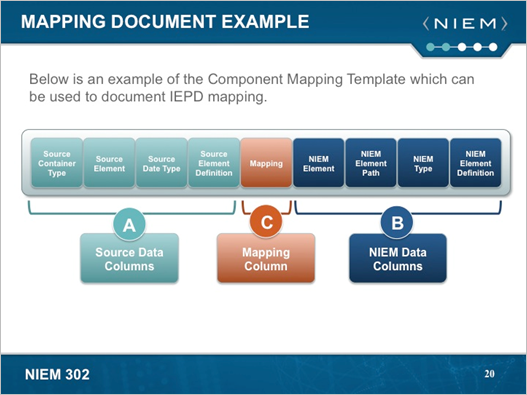 MAPPING DOCUMENT EXAMPLE
NIEM
Below is an example of the Component Mapping Template which can
be used to document IEPD mapping.
Source
Container
Type
Source
Element
Source
Date Type
Source
Element
Definition
Mapping
NIEM
Element
NIEM
Element
Path
NIEM
Type
NIEM
Element
Definition
A
C
B
Source Data
Columns
Mapping
Column
NIEM Data
Columns
NIEM 302
20